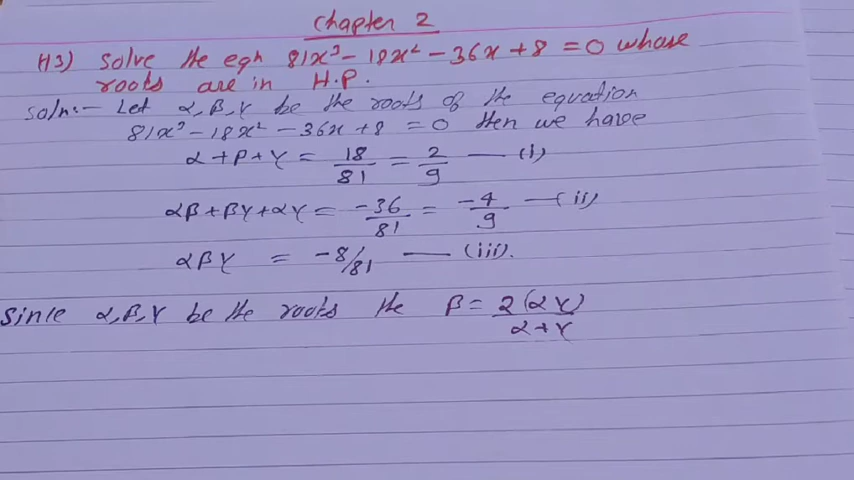 Chapter 2
H3) Solve the eqn 81x³ - 18x² - 36x + 8 = 0 whose
roots are in H.P.
Soln:- Let α, β, γ be the roots of the equation
81x³ - 18x² - 36x + 8 = 0 then we have
α + β + γ = 18/81 = 2/9 — (i)
αβ + βγ + αγ = -36/81 = -4/9 — (ii)
αβγ = -8/81 — (iii).
Since α, β, γ be the roots the β = 2(αγ)/α+γ